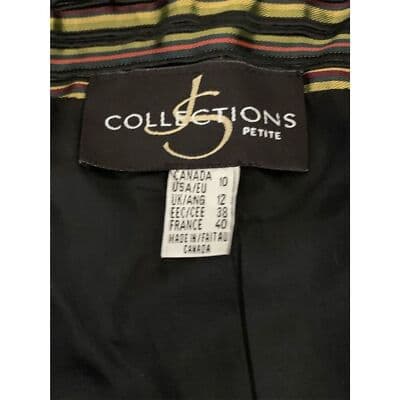 JS
COLLECTIONS
PETITE
CANADA
USA/EU 10
UK/ANG 12
EEC/CEE 38
FRANCE 40
MADE IN/FAIT AU
CANADA